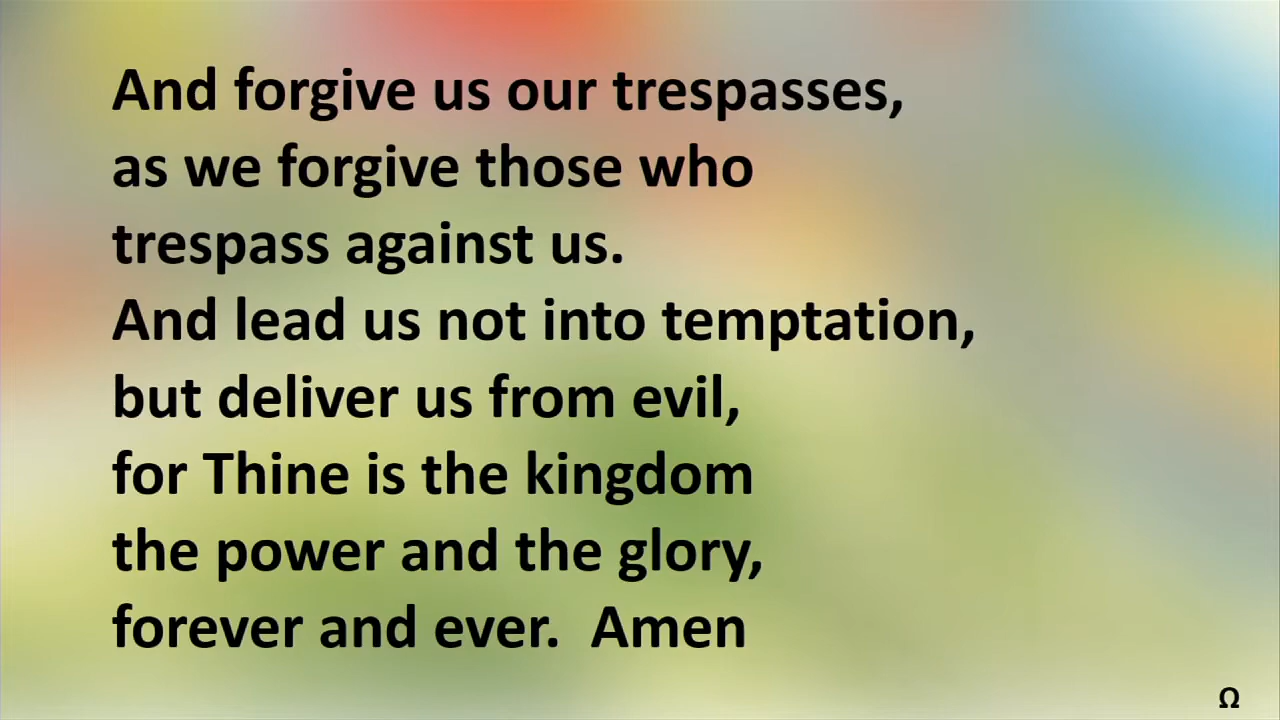 And forgive us our trespasses,
as we forgive those who
trespass against us.
And lead us not into temptation,
but deliver us from evil,
for Thine is the kingdom
the power and the glory,
forever and ever.  Amen
Ω